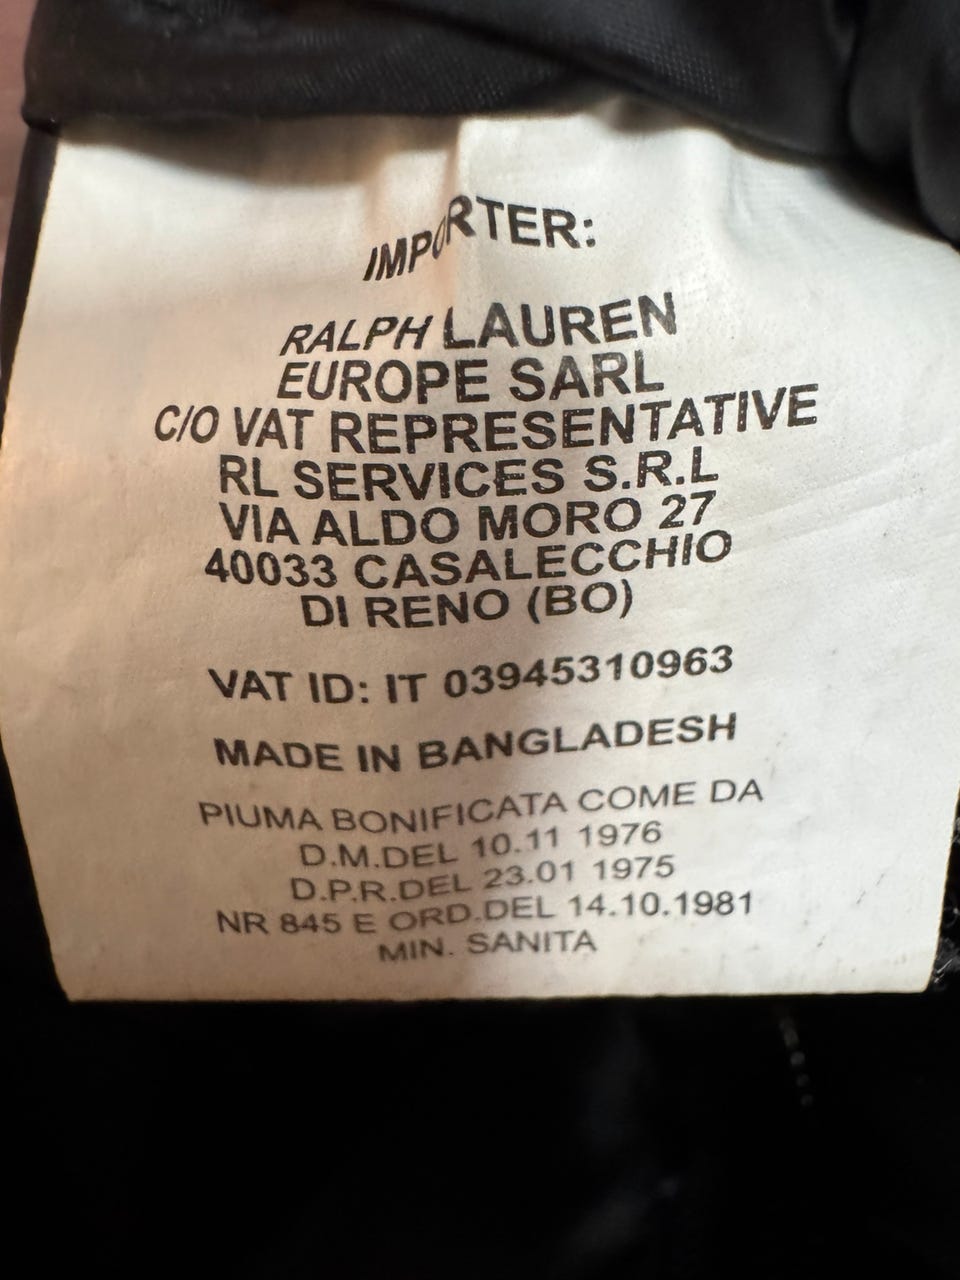 IMPORTER:
RALPH LAUREN
EUROPE SARL
C/O VAT REPRESENTATIVE
RL SERVICES S.R.L
VIA ALDO MORO 27
40033 CASALECCHIO
DI RENO (BO)
VAT ID: IT 03945310963
MADE IN BANGLADESH
PIUMA BONIFICATA COME DA
D.M.DEL 10.11 1976
D.P.R.DEL 23.01 1975
NR 845 E ORD.DEL 14.10.1981
MIN. SANITA